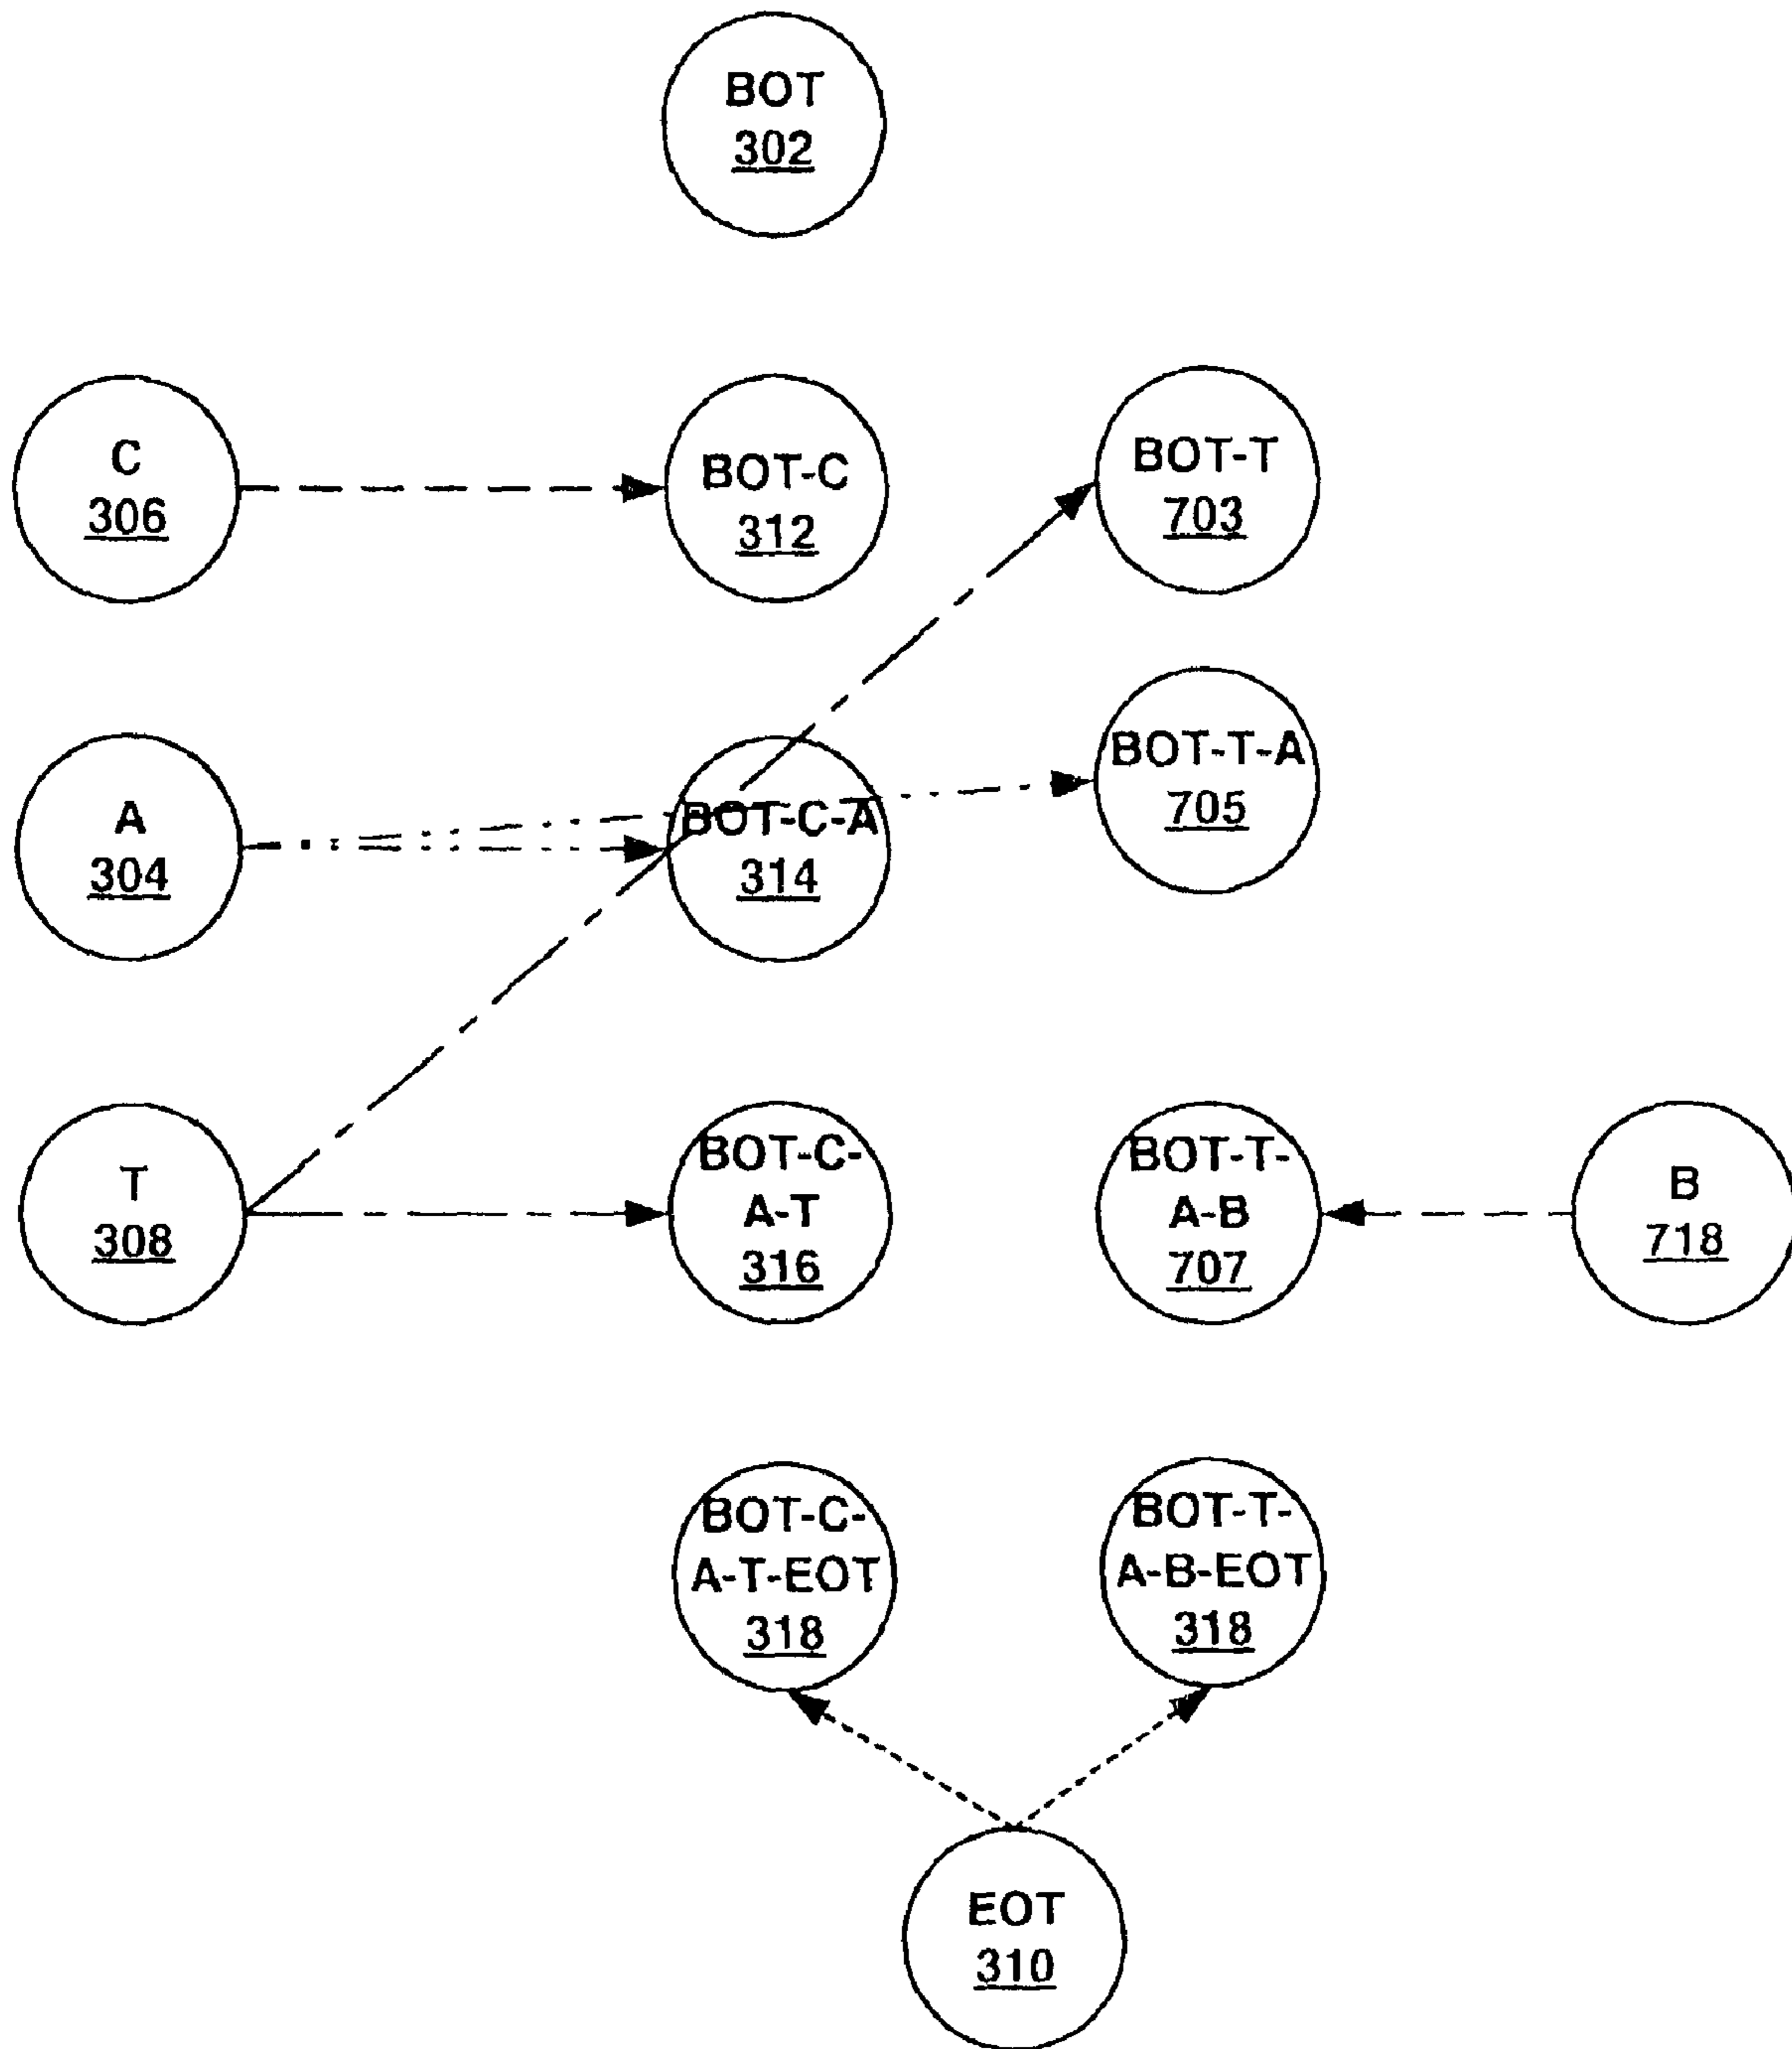 BOT
302
C
306
BOT-C
312
BOT-T
703
A
304
BOT-C-A
314
BOT-T-A
705
T
308
BOT-C-
A-T
316
BOT-T-
A-B
707
B
718
BOT-C-
A-T-EOT
318
BOT-T-
A-B-EOT
318
EOT
310